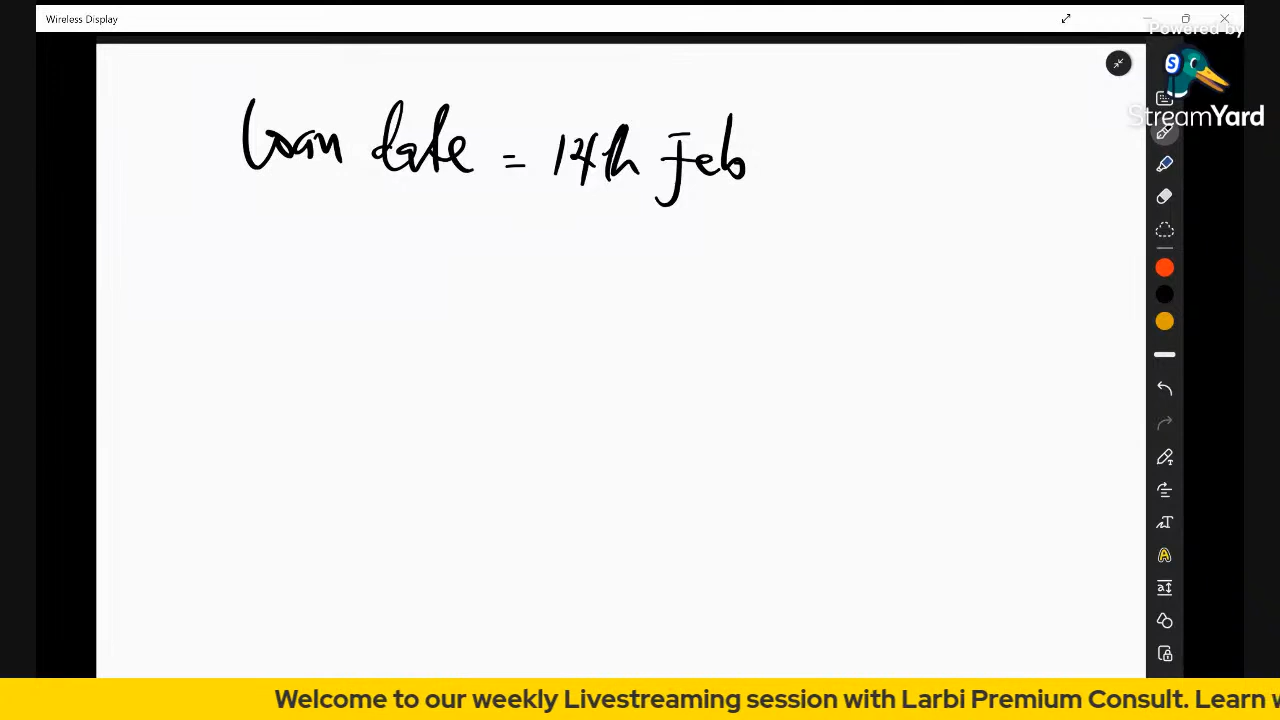 Wireless Display
Powered by
StreamYard
Loan date = 14th Feb
Welcome to our weekly Livestreaming session with Larbi Premium Consult. Learn w